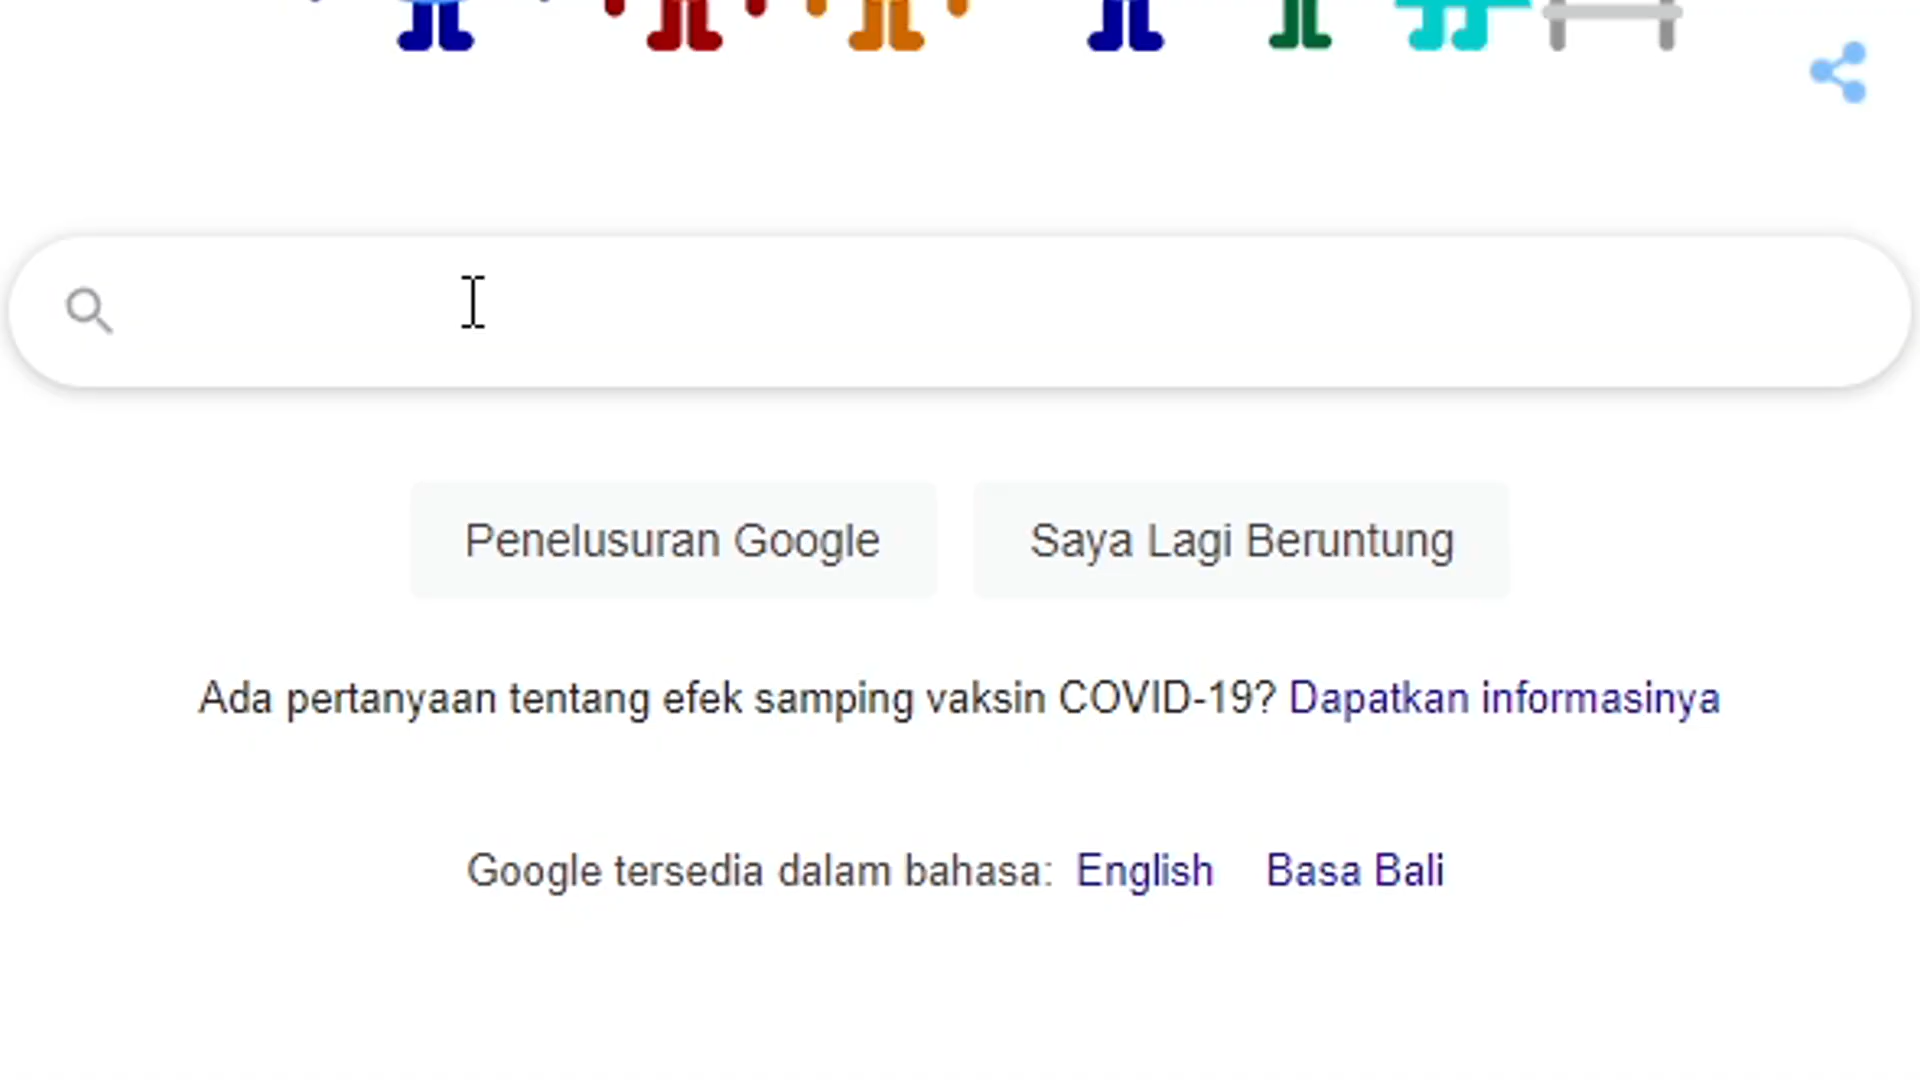 Penelusuran Google
Saya Lagi Beruntung
Ada pertanyaan tentang efek samping vaksin COVID-19? Dapatkan informasinya
Google tersedia dalam bahasa: English Basa Bali